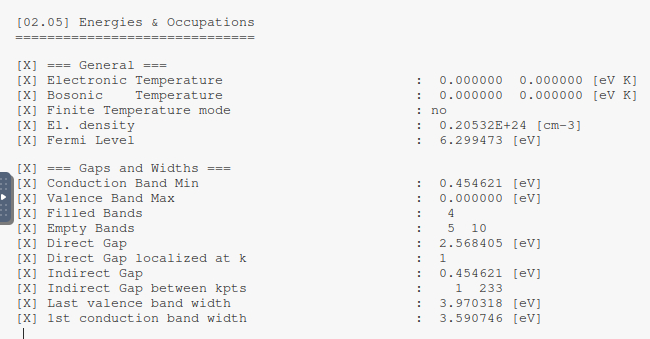 [02.05] Energies & Occupations
==============================
[X] === General ===
[X] Electronic Temperature : 0.000000 0.000000 [eV K]
[X] Bosonic Temperature : 0.000000 0.000000 [eV K]
[X] Finite Temperature mode : no
[X] El. density : 0.20532E+24 [cm-3]
[X] Fermi Level : 6.299473 [eV]
[X] === Gaps and Widths ===
[X] Conduction Band Min : 0.454621 [eV]
[X] Valence Band Max : 0.000000 [eV]
[X] Filled Bands : 4
[X] Empty Bands : 5 10
[X] Direct Gap : 2.568405 [eV]
[X] Direct Gap localized at k : 1
[X] Indirect Gap : 0.454621 [eV]
[X] Indirect Gap between kpts : 1 233
[X] Last valence band width : 3.970318 [eV]
[X] 1st conduction band width : 3.590746 [eV]